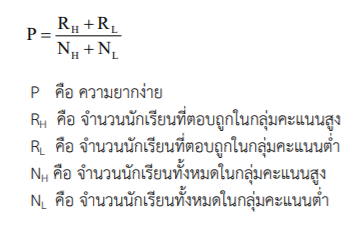 P = (R_H + R_L) / (N_H + N_L)
P คือ ความยากง่าย
R_H คือ จำนวนนักเรียนที่ตอบถูกในกลุ่มคะแนนสูง
R_L คือ จำนวนนักเรียนที่ตอบถูกในกลุ่มคะแนนต่ำ
N_H คือ จำนวนนักเรียนทั้งหมดในกลุ่มคะแนนสูง
N_L คือ จำนวนนักเรียนทั้งหมดในกลุ่มคะแนนต่ำ